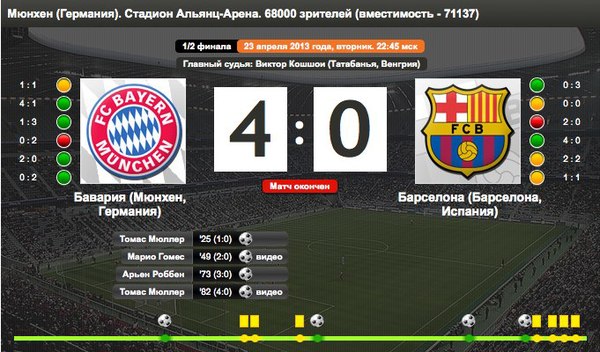 Мюнхен (Германия). Стадион Альянц-Арена. 68000 зрителей (вместимость - 71137)
1/2 финала 23 апреля 2013 года, вторник. 22:45 мск
Главный судья: Виктор Кошшои (Татабанья, Венгрия)
1:1
4:1
1:3
0:2
2:0
0:2
FC BAYERN
MÜNCHEN
4:0
FCB
0:3
0:0
2:0
4:0
2:2
1:1
Матч окончен
Бавария (Мюнхен,
Германия)
Барселона (Барселона,
Испания)
Томас Мюллер '25 (1:0)
Марио Гомес '49 (2:0) видео
Арьен Роббен '73 (3:0)
Томас Мюллер '82 (4:0) видео